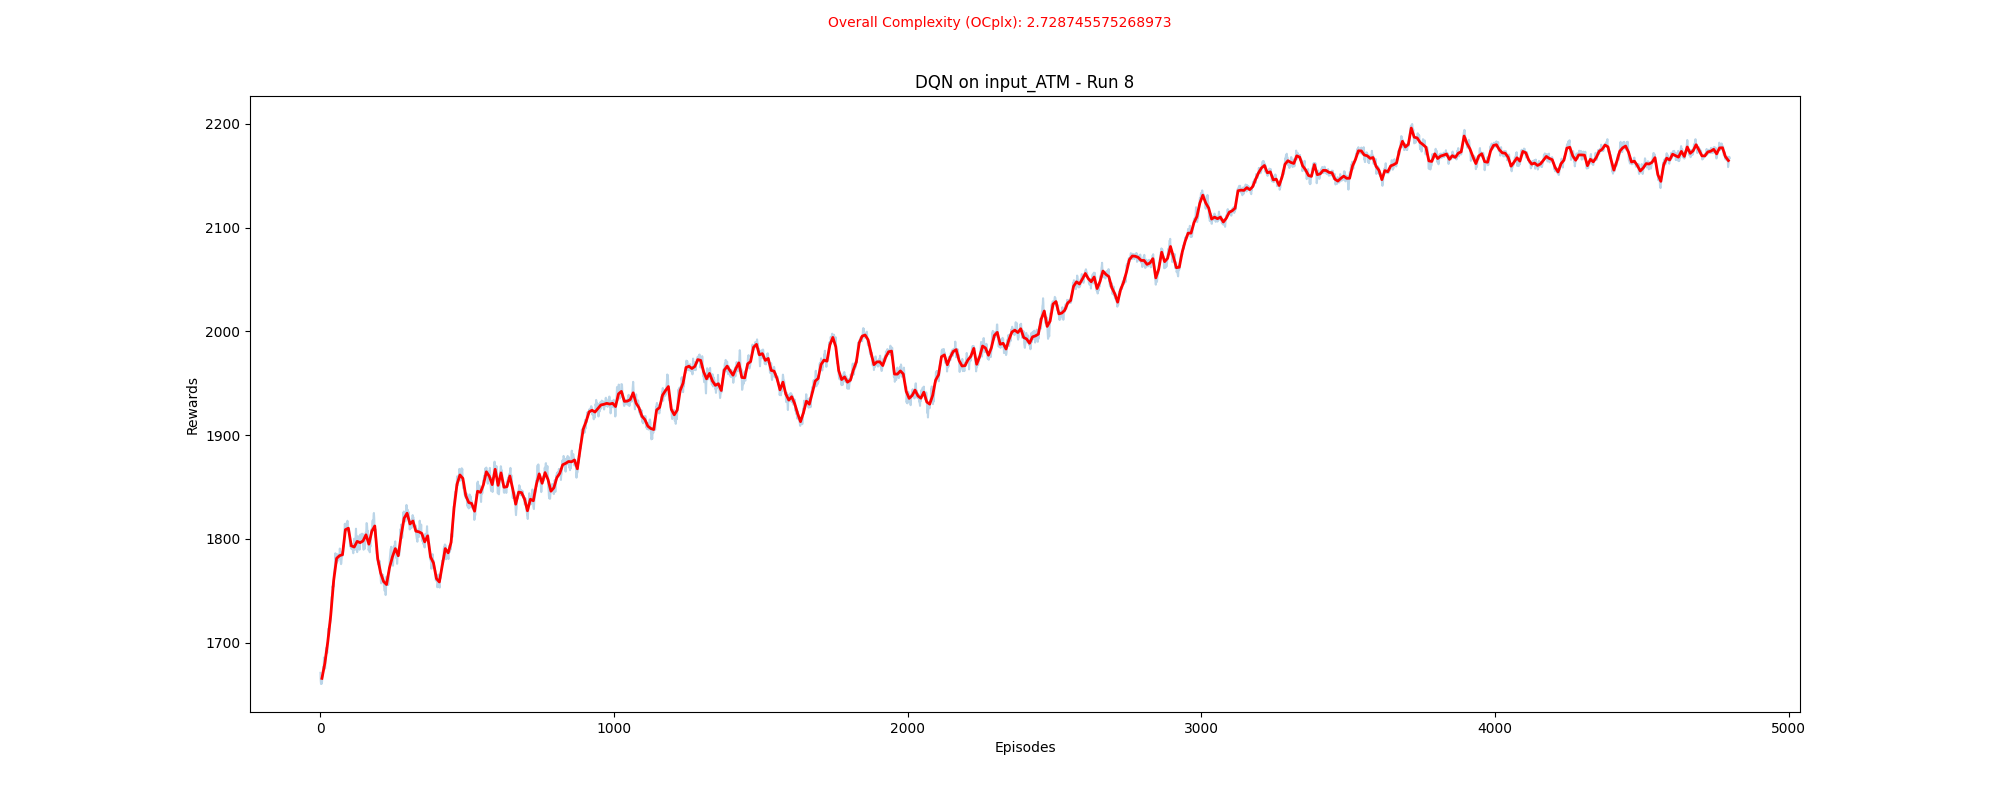 Overall Complexity (OCplx): 2.728745575268973
DQN on input_ATM - Run 8
2200
2100
2000
1900
1800
1700
Rewards
0 1000 2000 3000 4000 5000
Episodes